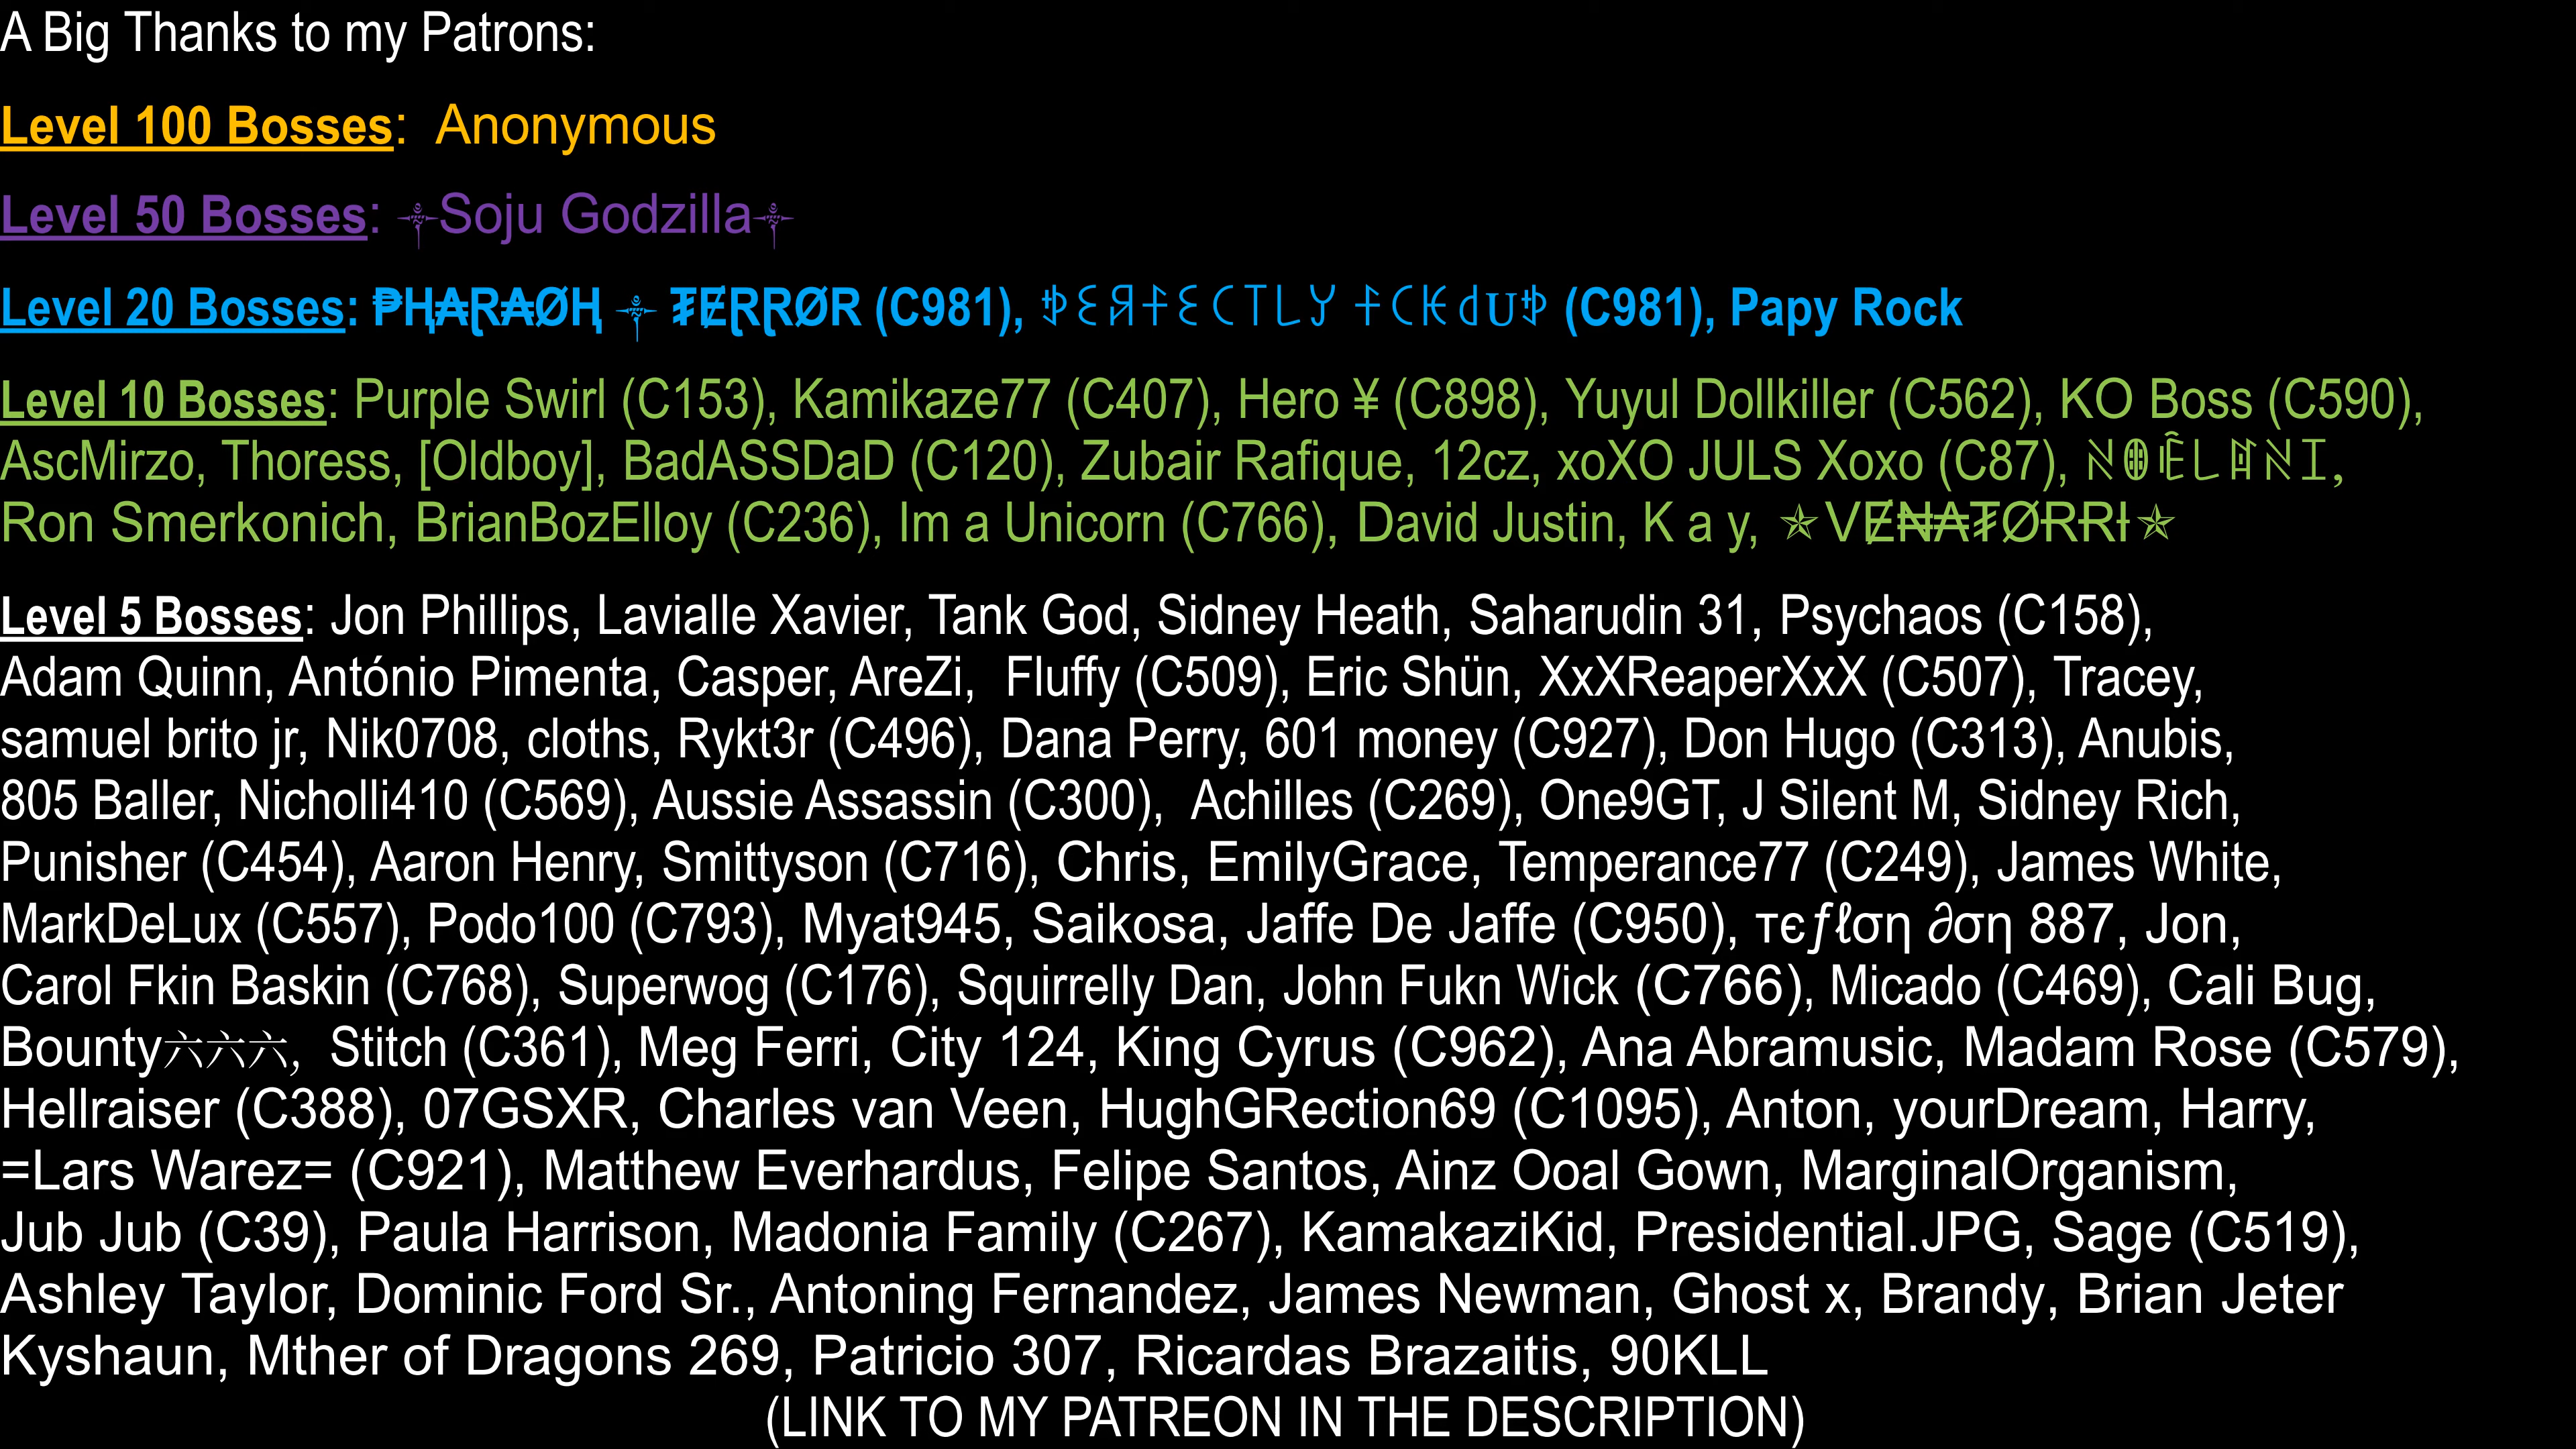 A Big Thanks to my Patrons:
Level 100 Bosses:  Anonymous
Level 50 Bosses: ༒Soju Godzilla༒
Level 20 Bosses: ₱Ⱨ₳Ɽ₳ØⱧ ༒ ₮ɆⱤⱤØR (C981), (C981), Papy Rock
Level 10 Bosses: Purple Swirl (C153), Kamikaze77 (C407), Hero ¥ (C898), Yuyul Dollkiller (C562), KO Boss (C590),
AscMirzo, Thoress, [Oldboy], BadASSDaD (C120), Zubair Rafique, 12cz, xoXO JULS Xoxo (C87),
Ron Smerkonich, BrianBozElloy (C236), Im a Unicorn (C766), David Justin, K a y, ✯VɆ₦₳₮ØɌɌƗ✯
Level 5 Bosses: Jon Phillips, Lavialle Xavier, Tank God, Sidney Heath, Saharudin 31, Psychaos (C158),
Adam Quinn, António Pimenta, Casper, AreZi,  Fluffy (C509), Eric Shün, XxXReaperXxX (C507), Tracey,
samuel brito jr, Nik0708, cloths, Rykt3r (C496), Dana Perry, 601 money (C927), Don Hugo (C313), Anubis,
805 Baller, Nicholli410 (C569), Aussie Assassin (C300),  Achilles (C269), One9GT, J Silent M, Sidney Rich,
Punisher (C454), Aaron Henry, Smittyson (C716), Chris, EmilyGrace, Temperance77 (C249), James White,
MarkDeLux (C557), Podo100 (C793), Myat945, Saikosa, Jaffe De Jaffe (C950), тєƒℓση ∂ση 887, Jon,
Carol Fkin Baskin (C768), Superwog (C176), Squirrelly Dan, John Fukn Wick (C766), Micado (C469), Cali Bug,
Bounty六六六,  Stitch (C361), Meg Ferri, City 124, King Cyrus (C962), Ana Abramusic, Madam Rose (C579),
Hellraiser (C388), 07GSXR, Charles van Veen, HughGRection69 (C1095), Anton, yourDream, Harry,
=Lars Warez= (C921), Matthew Everhardus, Felipe Santos, Ainz Ooal Gown, MarginalOrganism,
Jub Jub (C39), Paula Harrison, Madonia Family (C267), KamakaziKid, Presidential.JPG, Sage (C519),
Ashley Taylor, Dominic Ford Sr., Antoning Fernandez, James Newman, Ghost x, Brandy, Brian Jeter
Kyshaun, Mther of Dragons 269, Patricio 307, Ricardas Brazaitis, 90KLL
(LINK TO MY PATREON IN THE DESCRIPTION)